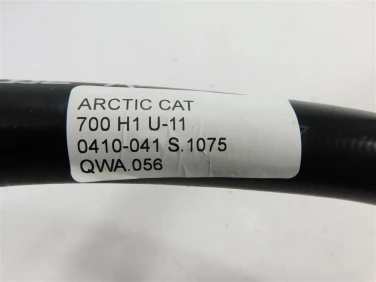 ARCTIC CAT
700 H1 U-11
0410-041 S.1075
QWA.056